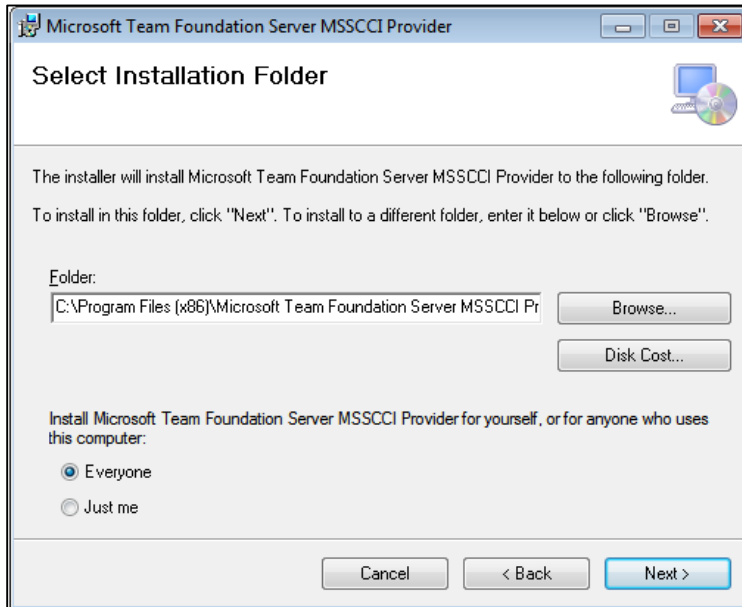 Microsoft Team Foundation Server MSSCCI Provider
Select Installation Folder
The installer will install Microsoft Team Foundation Server MSSCCI Provider to the following folder.
To install in this folder, click "Next". To install to a different folder, enter it below or click "Browse".
Folder:
C:\Program Files (x86)\Microsoft Team Foundation Server MSSCCI Pr
Browse...
Disk Cost...
Install Microsoft Team Foundation Server MSSCCI Provider for yourself, or for anyone who uses
this computer:
Everyone
Just me
Cancel
< Back
Next >